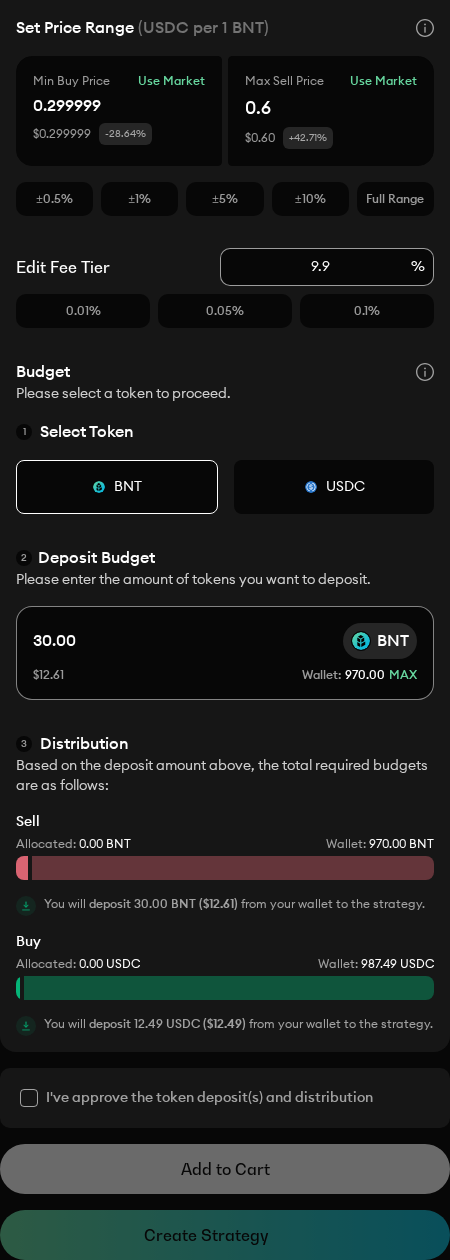 Set Price Range (USDC per 1 BNT)
Min Buy Price Use Market
0.299999
$0.299999 -28.64%
Max Sell Price Use Market
0.6
$0.60 +42.71%
±0.5% ±1% ±5% ±10% Full Range
Edit Fee Tier 9.9 %
0.01% 0.05% 0.1%
Budget
Please select a token to proceed.
1 Select Token
BNT USDC
2 Deposit Budget
Please enter the amount of tokens you want to deposit.
30.00 BNT
$12.61 Wallet: 970.00 MAX
3 Distribution
Based on the deposit amount above, the total required budgets
are as follows:
Sell
Allocated: 0.00 BNT Wallet: 970.00 BNT
You will deposit 30.00 BNT ($12.61) from your wallet to the strategy.
Buy
Allocated: 0.00 USDC Wallet: 987.49 USDC
You will deposit 12.49 USDC ($12.49) from your wallet to the strategy.
I've approve the token deposit(s) and distribution
Add to Cart
Create Strategy